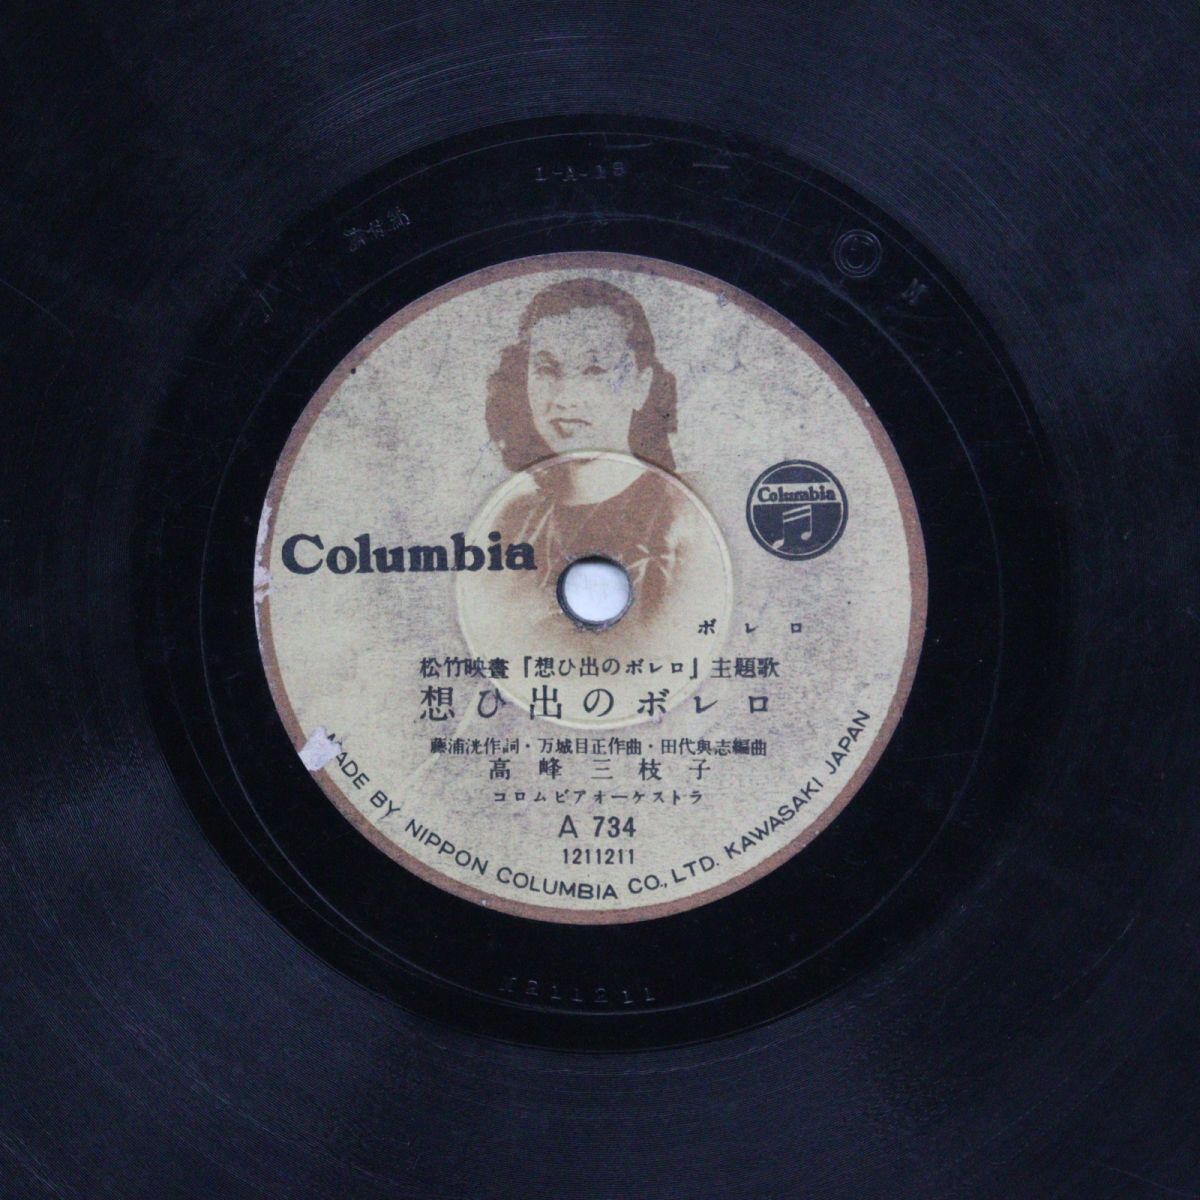 1-A-18
© M
Columbia
Columbia
ボレロ
松竹映畫『想ひ出のボレロ』主題歌
想ひ出のボレロ
藤浦洸作詞・万城目正作曲・田代與志編曲
高峰三枝子
コロムビアオーケストラ
A 734
1211211
MADE BY NIPPON COLUMBIA CO., LTD. KAWASAKI JAPAN
1211211